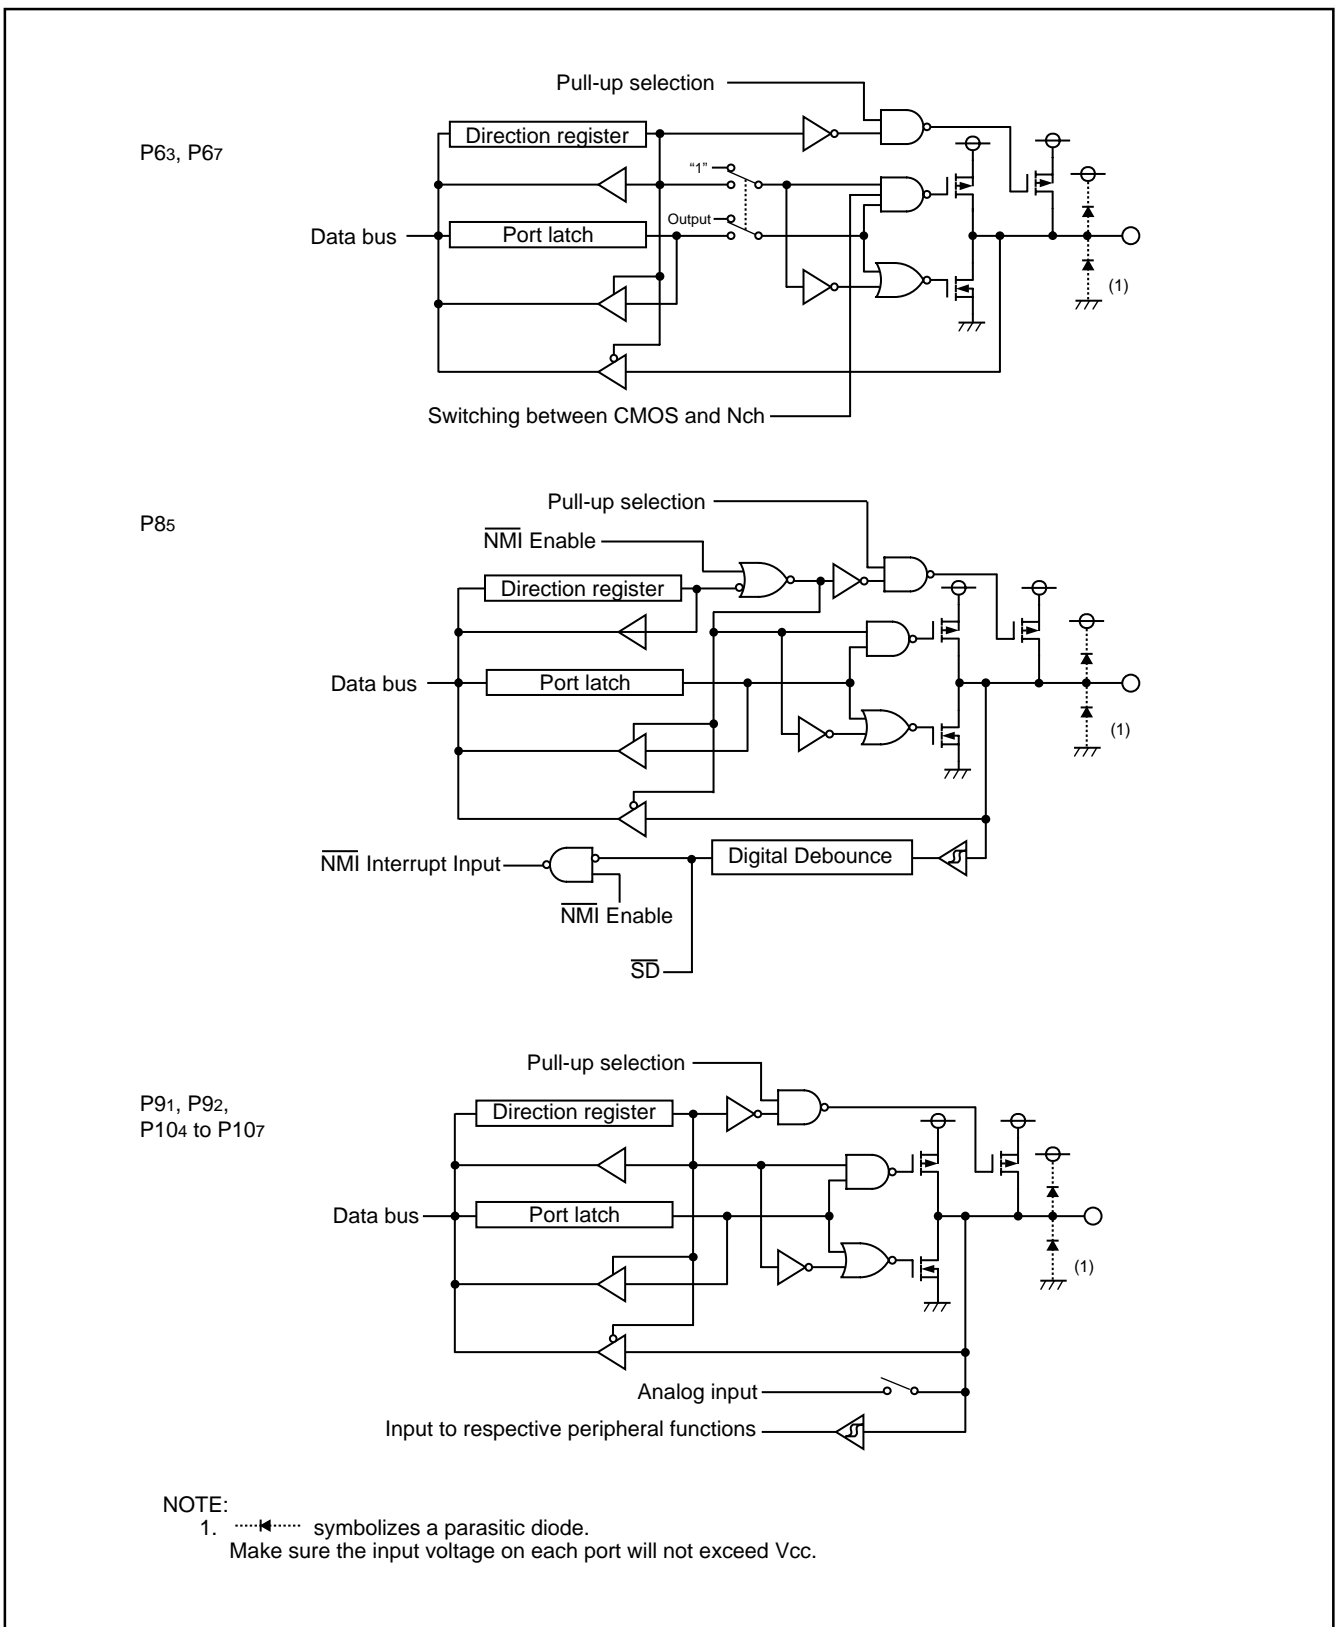 Pull-up selection
P63, P67
Direction register
“1”
Output
Data bus
Port latch
(1)
Switching between CMOS and Nch
Pull-up selection
P85
NMI Enable
Direction register
Data bus
Port latch
(1)
NMI Interrupt Input
Digital Debounce
NMI Enable
SD
Pull-up selection
P91, P92,
P104 to P107
Direction register
Data bus
Port latch
(1)
Analog input
Input to respective peripheral functions
NOTE:
1. symbolizes a parasitic diode.
Make sure the input voltage on each port will not exceed Vcc.